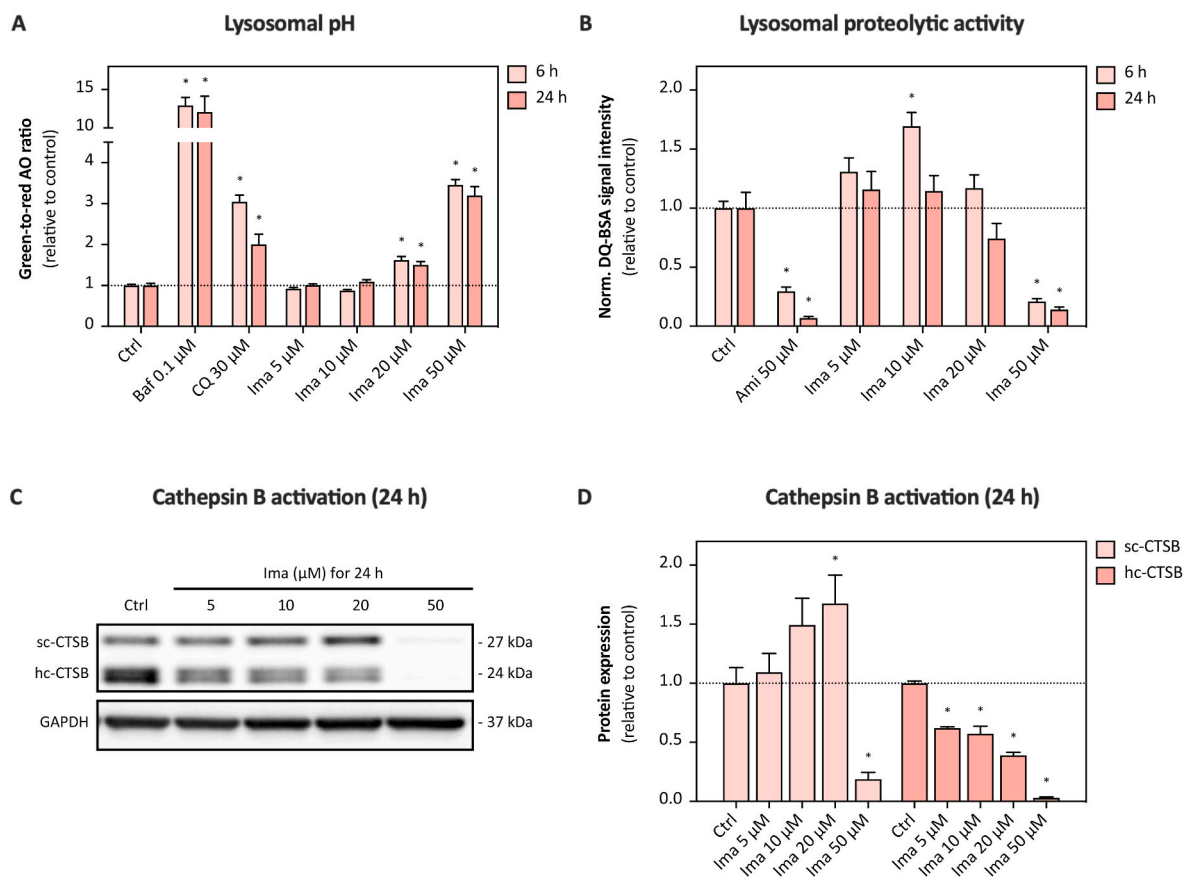 A
Lysosomal pH
Green-to-red AO ratio
(relative to control)
15
10
4
3
2
1
0
*
*
*
*
*
*
*
*
6 h
24 h
Ctrl
Baf 0.1 µM
CQ 30 µM
Ima 5 µM
Ima 10 µM
Ima 20 µM
Ima 50 µM
B
Lysosomal proteolytic activity
Norm. DQ-BSA signal intensity
(relative to control)
2.0
1.5
1.0
0.5
0.0
*
*
*
*
*
6 h
24 h
Ctrl
Ami 50 µM
Ima 5 µM
Ima 10 µM
Ima 20 µM
Ima 50 µM
C
Cathepsin B activation (24 h)
Ima (µM) for 24 h
Ctrl 5 10 20 50
sc-CTSB - 27 kDa
hc-CTSB - 24 kDa
GAPDH - 37 kDa
D
Cathepsin B activation (24 h)
Protein expression
(relative to control)
2.0
1.5
1.0
0.5
0.0
*
*
*
*
*
*
sc-CTSB
hc-CTSB
Ctrl
Ima 5 µM
Ima 10 µM
Ima 20 µM
Ima 50 µM
Ctrl
Ima 5 µM
Ima 10 µM
Ima 20 µM
Ima 50 µM